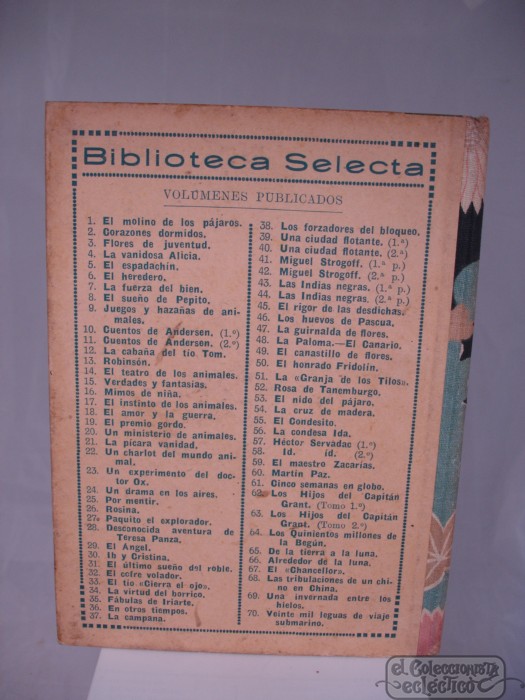 Biblioteca Selecta
VOLÚMENES PUBLICADOS
1. El molino de los pájaros.
2. Corazones dormidos.
3. Flores de juventud.
4. La vanidosa Alicia.
5. El espadachín.
6. El heredero.
7. La fuerza del bien.
8. El sueño de Pepito.
9. Juegos y hazañas de ani-
males.
10. Cuentos de Andersen. (1.º)
11. Cuentos de Andersen. (2.º)
12. La cabaña del tío Tom.
13. Robinsón.
14. El teatro de los animales.
15. Verdades y fantasías.
16. Mimos de niña.
17. El instinto de los animales.
18. El amor y la guerra.
19. El premio gordo.
20. Un ministerio de animales.
21. La pícara vanidad.
22. Un charlot del mundo ani-
mal.
23. Un experimento del doc-
tor Ox.
24. Un drama en los aires.
25. Por mentir.
26. Rosina.
27. Paquito el explorador.
28. Desconocida aventura de
Teresa Panza.
29. El Angel.
30. Ib y Cristina.
31. El último sueño del roble.
32. El cofre volador.
33. El tío «Cierra el ojo».
34. La virtud del borrico.
35. Fábulas de Iriarte.
36. En otros tiempos.
37. La campana.
38. Los forzadores del bloqueo.
39. Una ciudad flotante. (1.ª)
40. Una ciudad flotante. (2.ª)
41. Miguel Strogoff. (1.ª p.)
42. Miguel Strogoff. (2.ª p.)
43. Las Indias negras. (1.ª p.)
44. Las Indias negras. (2.ª p.)
45. El rigor de las desdichas.
46. Los huevos de Pascua.
47. La guirnalda de flores.
48. La Paloma.—El Canario.
49. El canastillo de flores.
50. El honrado Fridolín.
51. La «Granja de los Tilos».
52. Rosa de Tanemburgo.
53. El nido del pájaro.
54. La cruz de madera.
55. El Condesito.
56. La condesa Ida.
57. Héctor Servadac (1.º)
58. Id. íd. (2.º)
59. El maestro Zacarías.
60. Martín Paz.
61. Cinco semanas en globo.
62. Los Hijos del Capitán
Grant. (Tomo 1.º)
63. Los Hijos del Capitán
Grant. (Tomo 2.º)
64. Los Quinientos millones de
la Begún.
65. De la tierra a la luna.
66. Alrededor de la luna.
67. El «Chancellor».
68. Las tribulaciones de un chi-
no en China.
69. Una invernada entre los
hielos.
70. Veinte mil leguas de viaje
submarino.
el Coleccionista
ecléctico